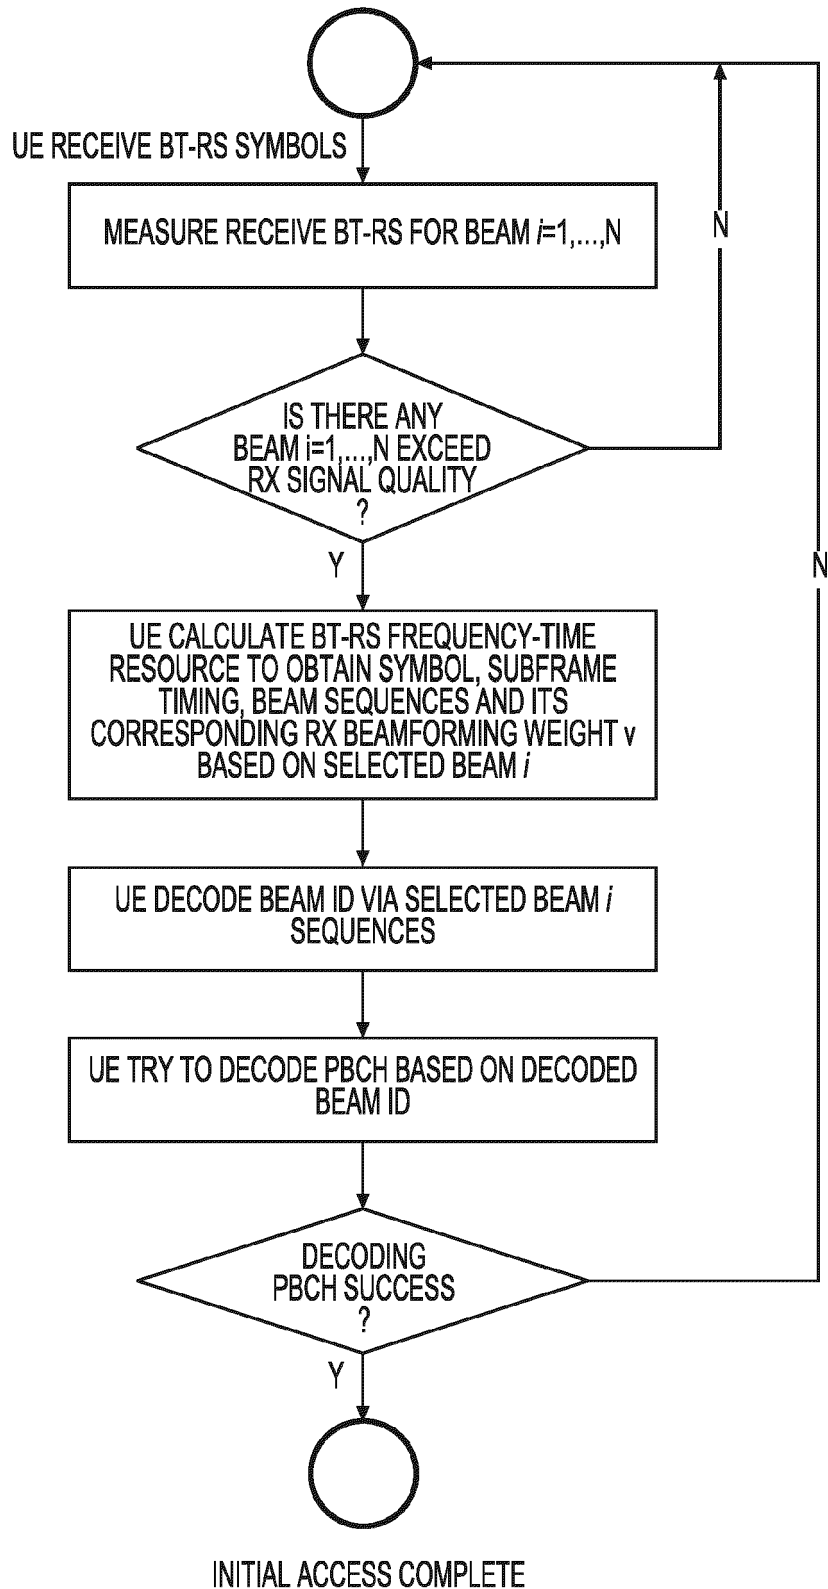 UE RECEIVE BT-RS SYMBOLS
MEASURE RECEIVE BT-RS FOR BEAM i=1,...,N
N
IS THERE ANY
BEAM i=1,...,N EXCEED
RX SIGNAL QUALITY
?
Y
N
UE CALCULATE BT-RS FREQUENCY-TIME
RESOURCE TO OBTAIN SYMBOL, SUBFRAME
TIMING, BEAM SEQUENCES AND ITS
CORRESPONDING RX BEAMFORMING WEIGHT v
BASED ON SELECTED BEAM i
UE DECODE BEAM ID VIA SELECTED BEAM i
SEQUENCES
UE TRY TO DECODE PBCH BASED ON DECODED
BEAM ID
DECODING
PBCH SUCCESS
?
Y
INITIAL ACCESS COMPLETE